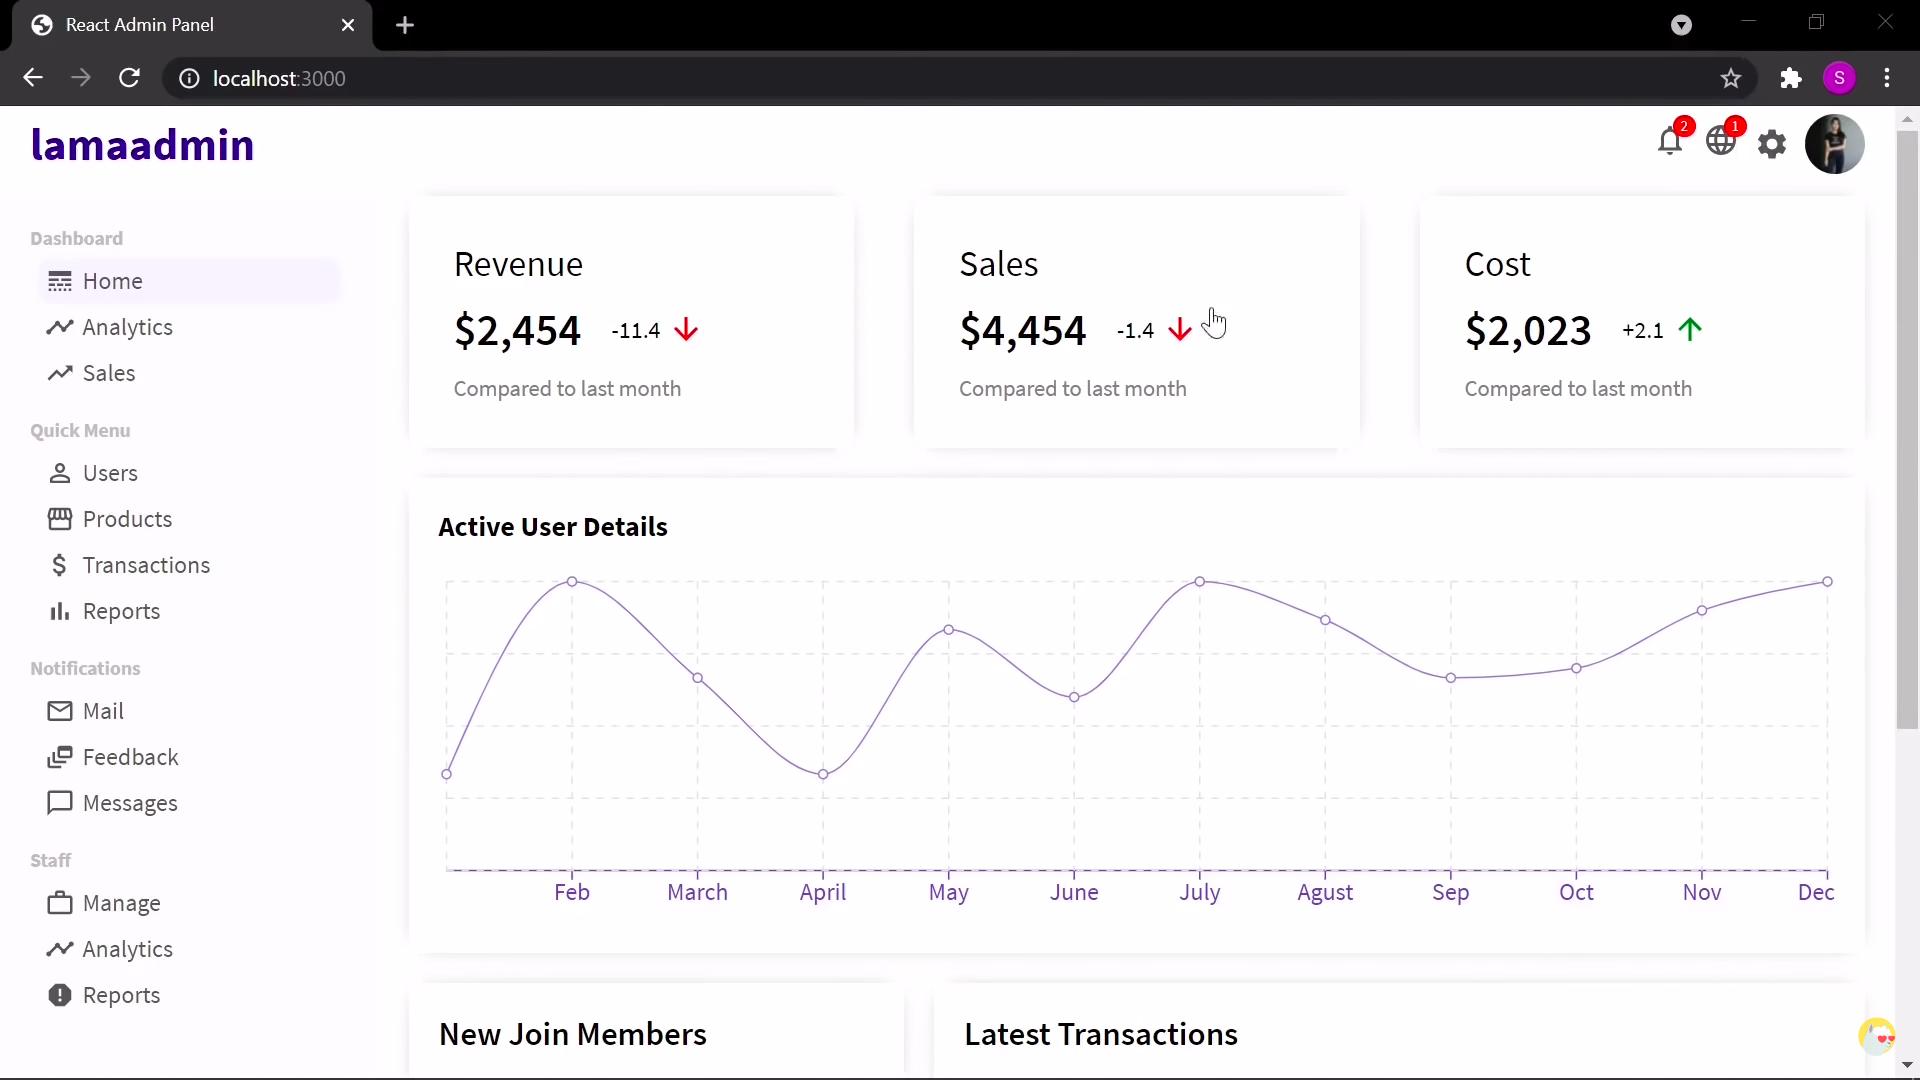 React Admin Panel
localhost:3000
S
lamaadmin
2
1
Dashboard
Home
Analytics
Sales
Quick Menu
Users
Products
Transactions
Reports
Notifications
Mail
Feedback
Messages
Staff
Manage
Analytics
Reports
Revenue
$2,454 -11.4
Compared to last month
Sales
$4,454 -1.4
Compared to last month
Cost
$2,023 +2.1
Compared to last month
Active User Details
Feb March April May June July Agust Sep Oct Nov Dec
New Join Members
Latest Transactions